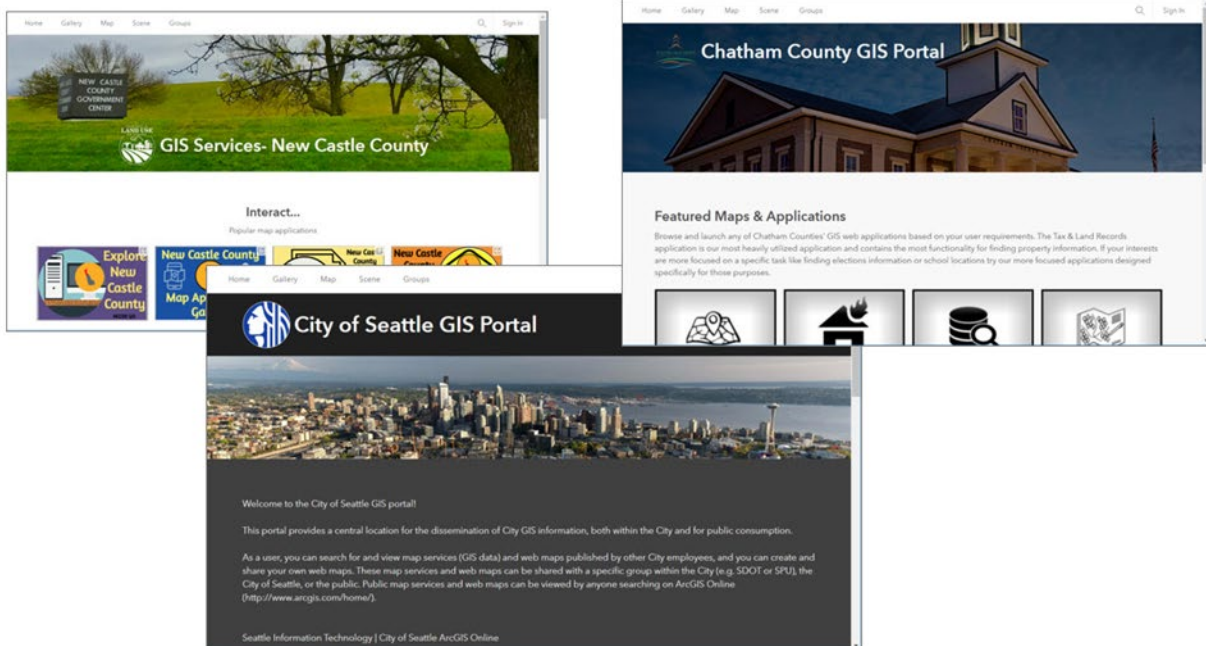 Home Gallery Map Scene Groups Sign In
NEW CASTLE
COUNTY
GOVERNMENT
CENTER
LAND USE
GIS Services- New Castle County
Interact...
Popular map applications
Explore
New
Castle
County
New Castle County
Map Ap
Ga
New Cas
County
New Castle
County
Home Gallery Map Scene Groups Sign In
Chatham County GIS Portal
Featured Maps & Applications
Browse and launch any of Chatham Counties' GIS web applications based on your user requirements. The Tax & Land Records
application is our most heavily utilized application and contains the most functionality for finding property information. If your interests
are more focused on a specific task like finding elections information or school locations try our more focused applications designed
specifically for those purposes.
Home Gallery Map Scene Groups
City of Seattle GIS Portal
Welcome to the City of Seattle GIS portal!
This portal provides a central location for the dissemination of City GIS information, both within the City and for public consumption.
As a user, you can search for and view map services (GIS data) and web maps published by other City employees, and you can create and
share your own web maps. These map services and web maps can be shared with a specific group within the City (e.g. SDOT or SPU), the
City of Seattle, or the public. Public map services and web maps can be viewed by anyone searching on ArcGIS Online
(http://www.arcgis.com/home/).
Seattle Information Technology | City of Seattle ArcGIS Online